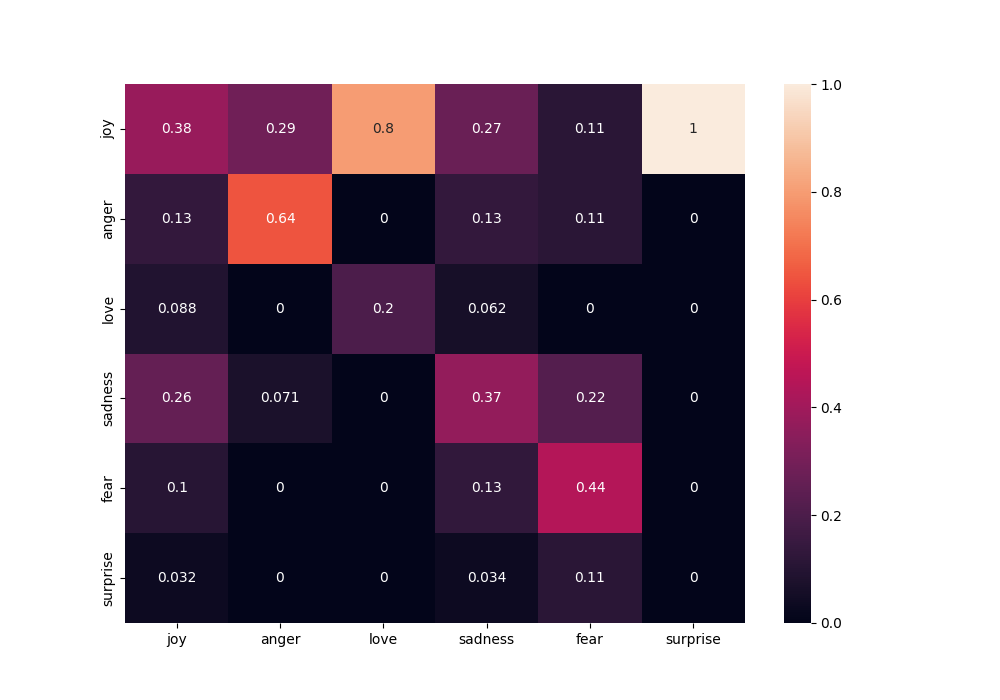 joy 0.38 0.29 0.8 0.27 0.11 1
anger 0.13 0.64 0 0.13 0.11 0
love 0.088 0 0.2 0.062 0 0
sadness 0.26 0.071 0 0.37 0.22 0
fear 0.1 0 0 0.13 0.44 0
surprise 0.032 0 0 0.034 0.11 0
joy anger love sadness fear surprise
1.0
0.8
0.6
0.4
0.2
0.0